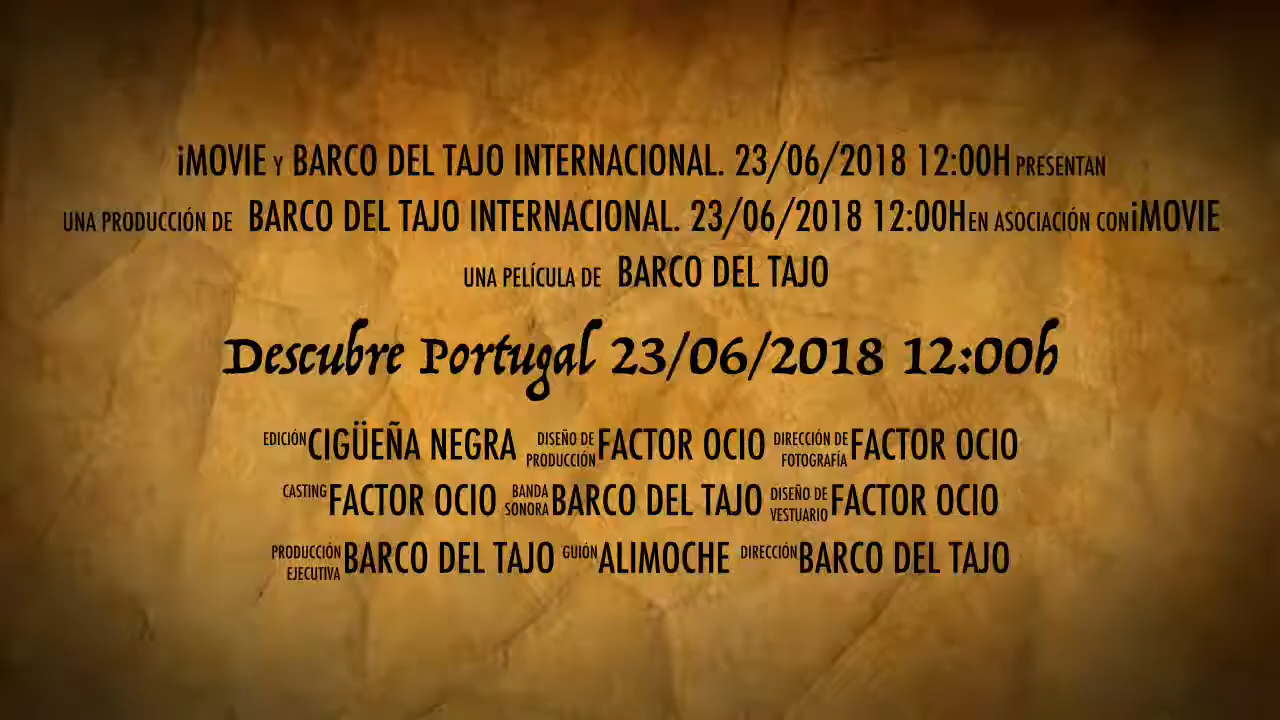 iMOVIE Y BARCO DEL TAJO INTERNACIONAL. 23/06/2018 12:00H PRESENTAN
UNA PRODUCCIÓN DE BARCO DEL TAJO INTERNACIONAL. 23/06/2018 12:00H EN ASOCIACIÓN CON iMOVIE
UNA PELÍCULA DE BARCO DEL TAJO
Descubre Portugal 23/06/2018 12:00h
EDICIÓN CIGÜEÑA NEGRA DISEÑO DE PRODUCCIÓN FACTOR OCIO DIRECCIÓN DE FOTOGRAFÍA FACTOR OCIO
CASTING FACTOR OCIO BANDA SONORA BARCO DEL TAJO DISEÑO DE VESTUARIO FACTOR OCIO
PRODUCCIÓN EJECUTIVA BARCO DEL TAJO GUIÓN ALIMOCHE DIRECCIÓN BARCO DEL TAJO